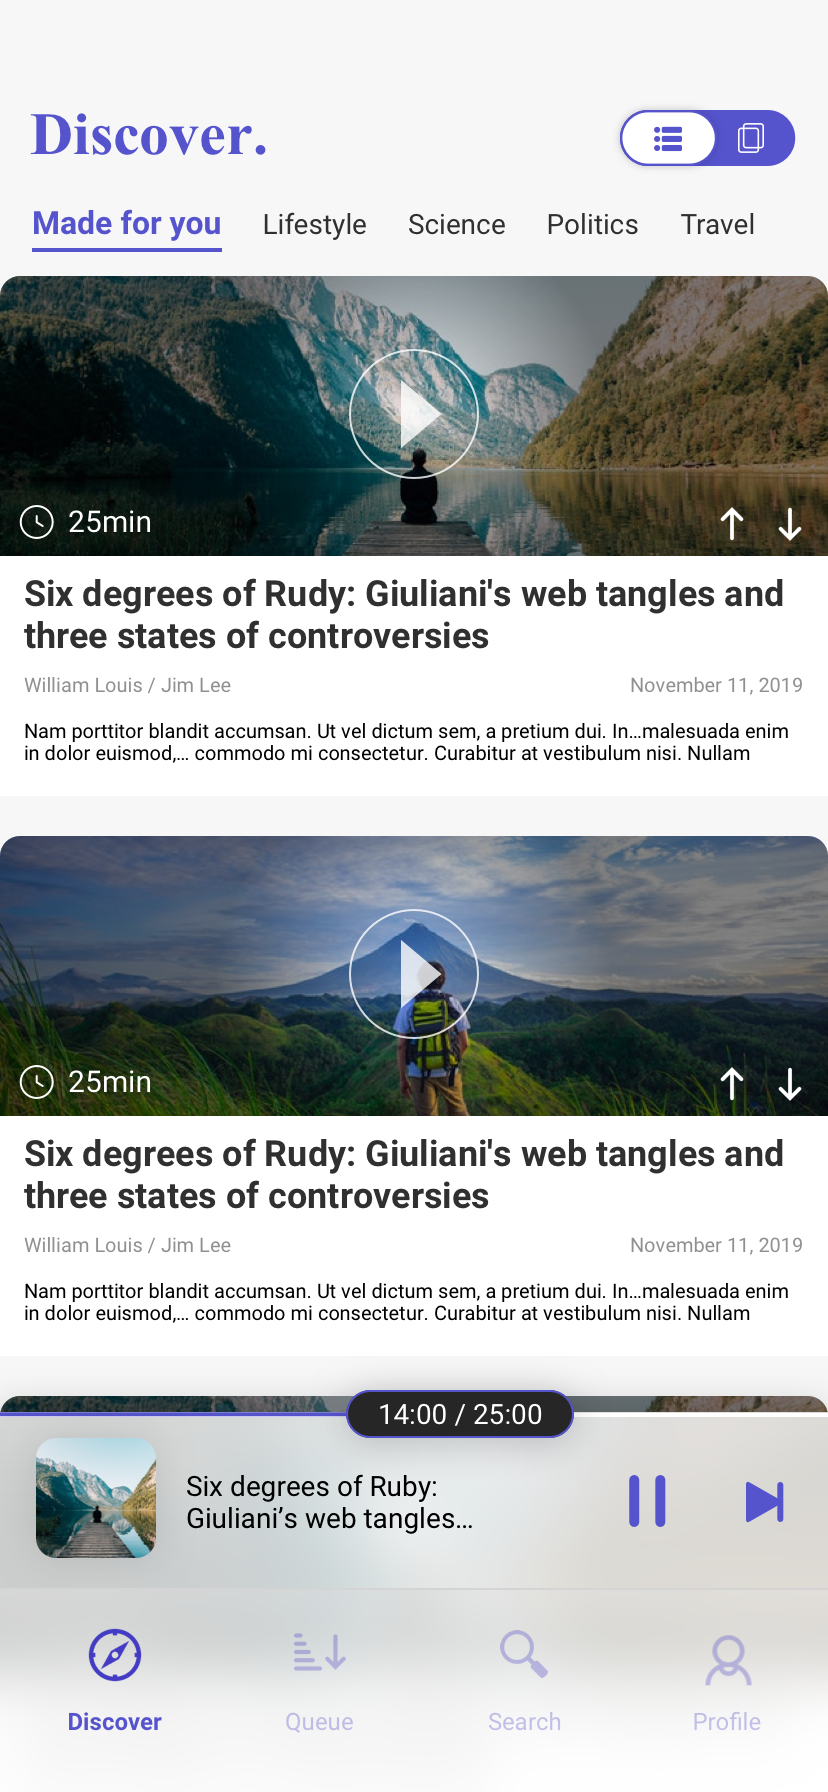 Discover.
Made for you Lifestyle Science Politics Travel
25min
Six degrees of Rudy: Giuliani's web tangles and
three states of controversies
William Louis / Jim Lee November 11, 2019
Nam porttitor blandit accumsan. Ut vel dictum sem, a pretium dui. In…malesuada enim
in dolor euismod,… commodo mi consectetur. Curabitur at vestibulum nisi. Nullam
25min
Six degrees of Rudy: Giuliani's web tangles and
three states of controversies
William Louis / Jim Lee November 11, 2019
Nam porttitor blandit accumsan. Ut vel dictum sem, a pretium dui. In…malesuada enim
in dolor euismod,… commodo mi consectetur. Curabitur at vestibulum nisi. Nullam
14:00 / 25:00
Six degrees of Ruby:
Giuliani’s web tangles…
Discover Queue Search Profile